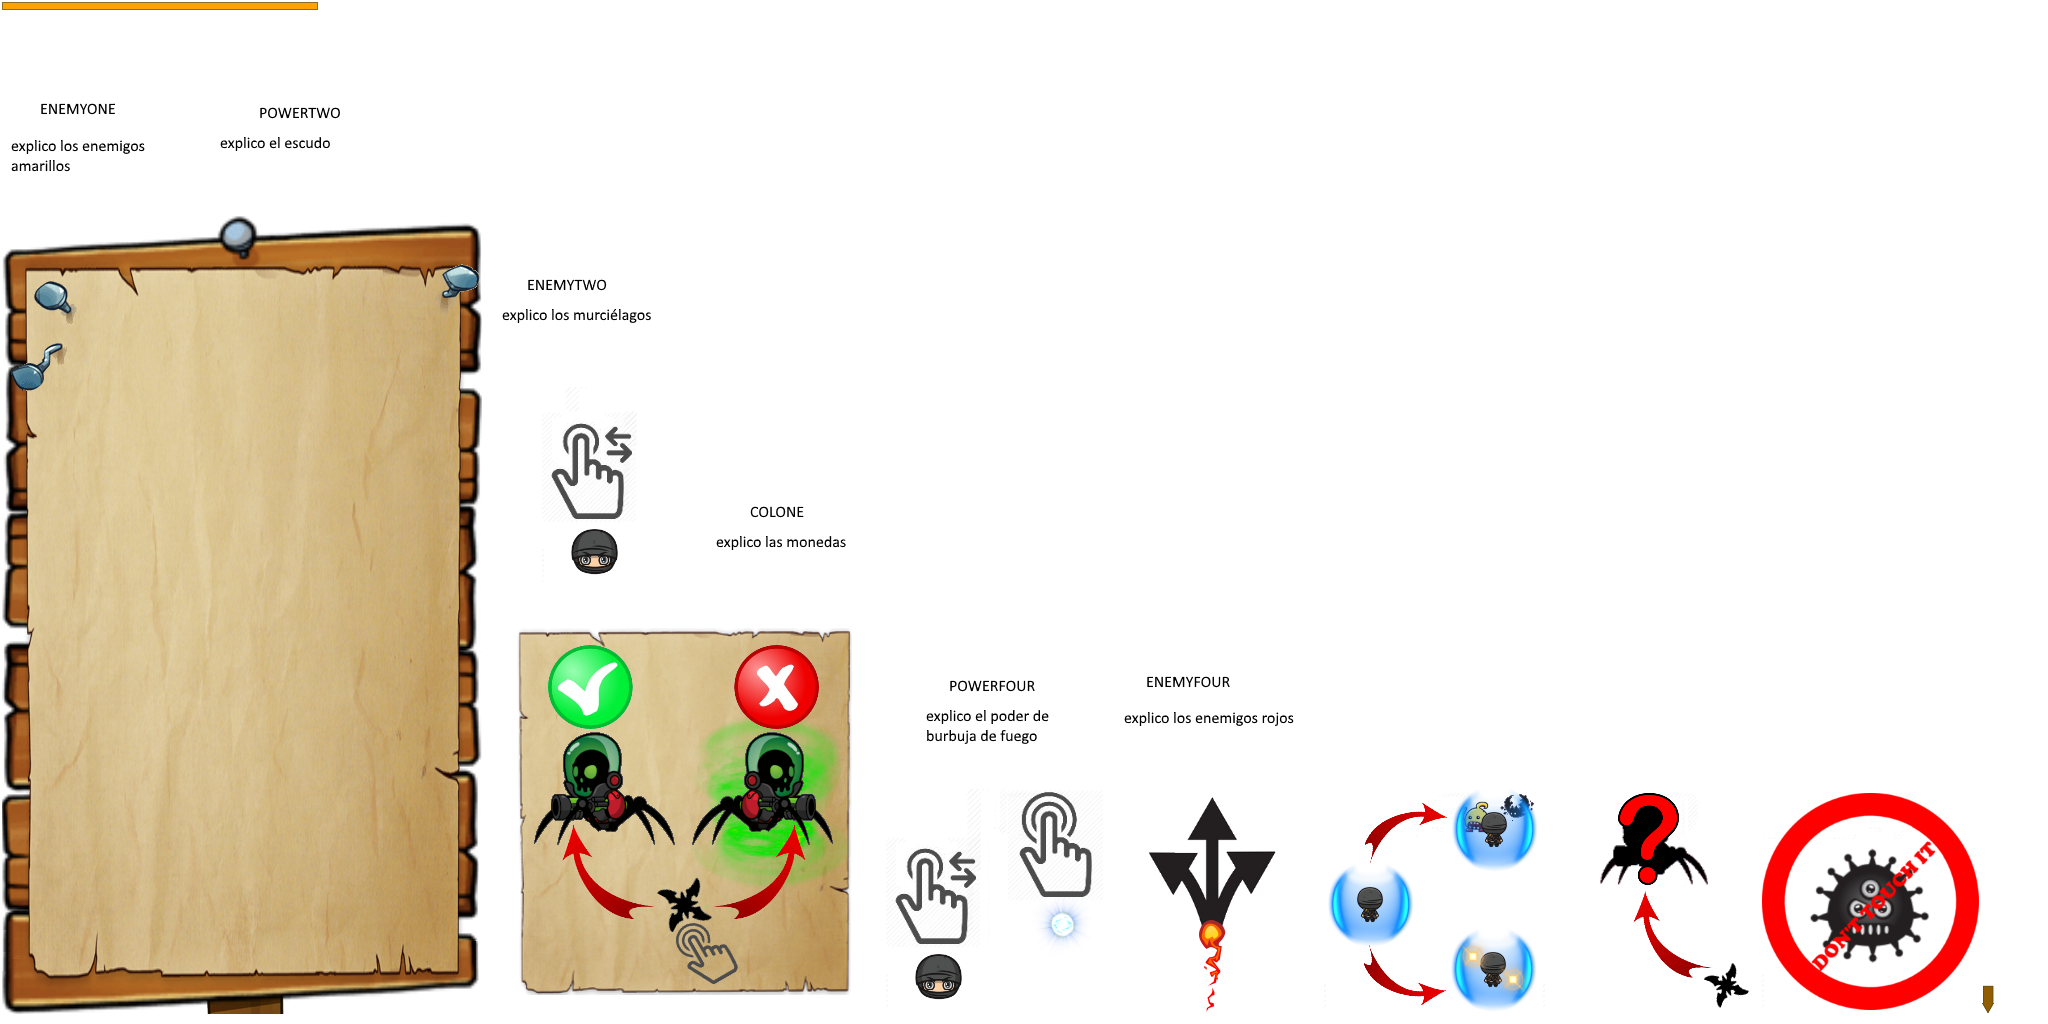 ENEMYONE
explico los enemigos
amarillos
POWERTWO
explico el escudo
ENEMYTWO
explico los murciélagos
COLONE
explico las monedas
POWERFOUR
explico el poder de
burbuja de fuego
ENEMYFOUR
explico los enemigos rojos
?
DON'T TOUCH IT